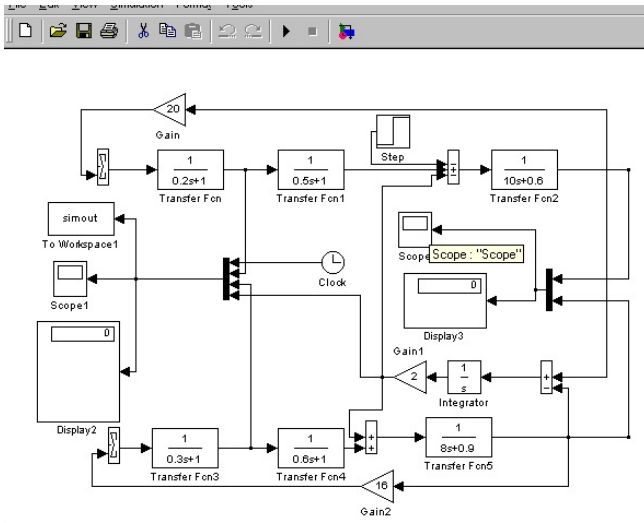 File Edit View Simulation Format Tools
20
Gain
Step
Σ
1
0.2s+1
Transfer Fcn
1
0.5s+1
Transfer Fcn1
1
10s+0.6
Transfer Fcn2
simout
To Workspace1
Scope1
0
Display2
Clock
Scope
Scope : "Scope"
0
Display3
Gain1
2
1
s
Integrator
Σ
1
0.3s+1
Transfer Fcn3
1
0.6s+1
Transfer Fcn4
+
+
1
8s+0.9
Transfer Fcn5
16
Gain2